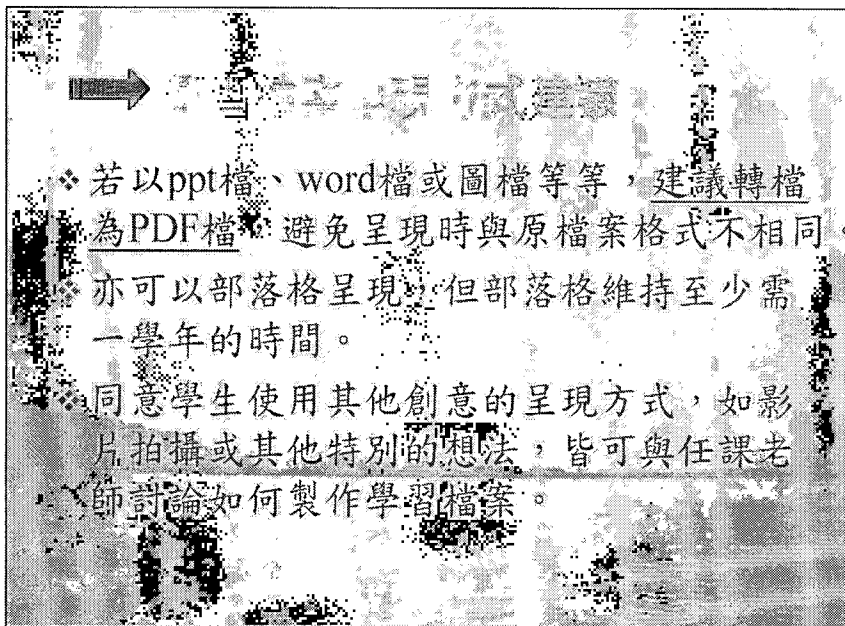 建議
❖若以ppt檔、word檔或圖檔等等，建議轉檔
為PDF檔，避免呈現時與原檔案格式不相同。
❖亦可以部落格呈現，但部落格維持至少需
一學年的時間。
❖同意學生使用其他創意的呈現方式，如影
片拍攝或其他特別的想法，皆可與任課老
師討論如何製作學習檔案。